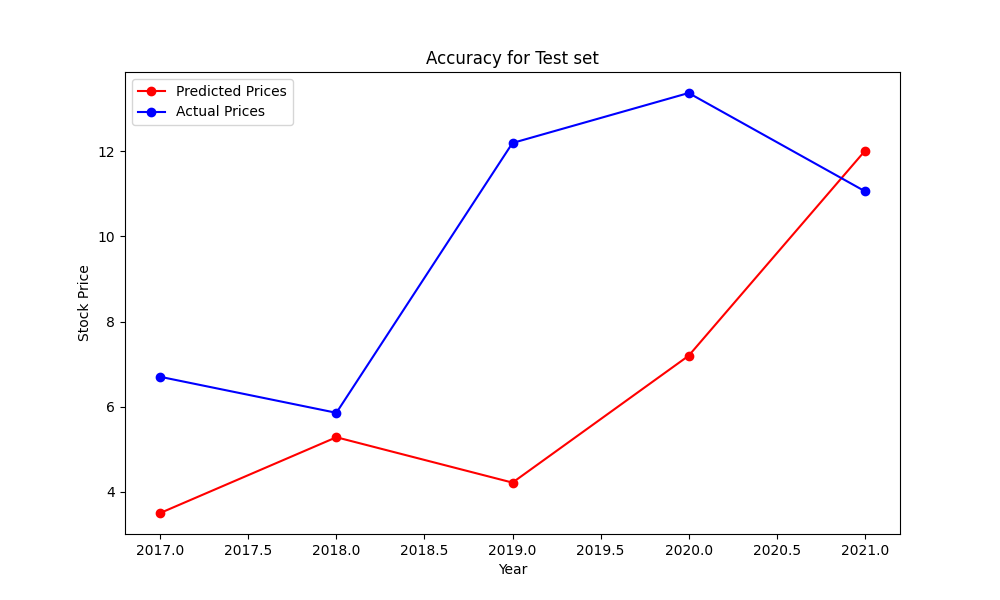 Accuracy for Test set
Predicted Prices
Actual Prices
12
10
8
6
4
Stock Price
2017.0 2017.5 2018.0 2018.5 2019.0 2019.5 2020.0 2020.5 2021.0
Year